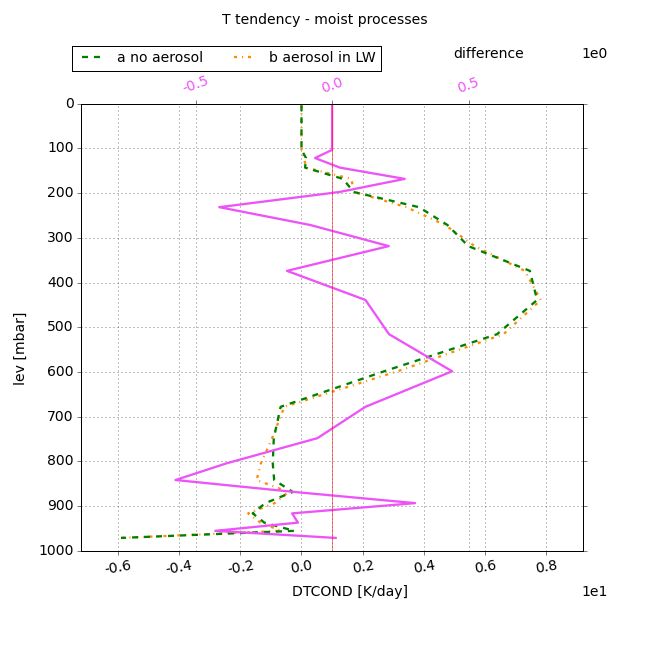 T tendency - moist processes
a no aerosol b aerosol in LW difference 1e0
-0.5 0.0 0.5
0
100
200
300
400
500
600
700
800
900
1000
lev [mbar]
-0.6 -0.4 -0.2 0.0 0.2 0.4 0.6 0.8
DTCOND [K/day] 1e1